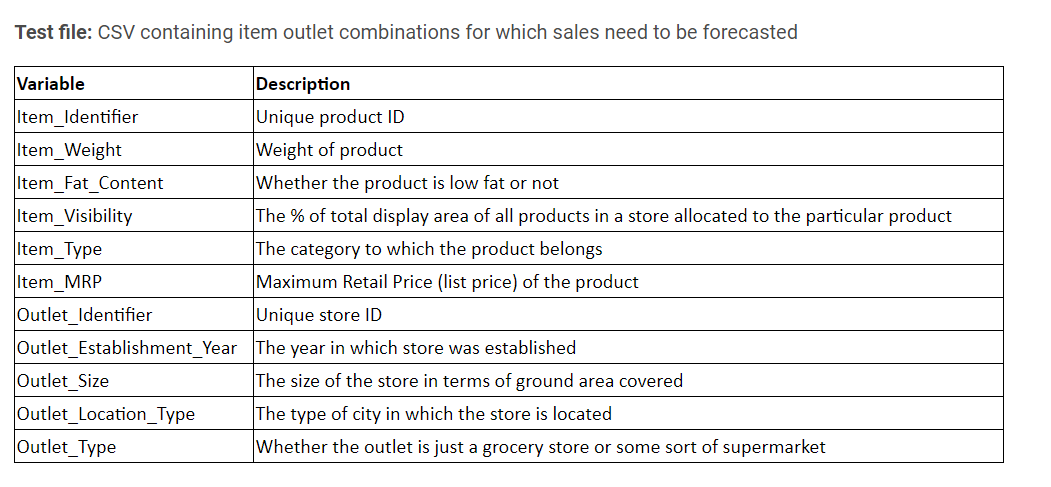 Test file: CSV containing item outlet combinations for which sales need to be forecasted
Variable Description
Item_Identifier Unique product ID
Item_Weight Weight of product
Item_Fat_Content Whether the product is low fat or not
Item_Visibility The % of total display area of all products in a store allocated to the particular product
Item_Type The category to which the product belongs
Item_MRP Maximum Retail Price (list price) of the product
Outlet_Identifier Unique store ID
Outlet_Establishment_Year The year in which store was established
Outlet_Size The size of the store in terms of ground area covered
Outlet_Location_Type The type of city in which the store is located
Outlet_Type Whether the outlet is just a grocery store or some sort of supermarket